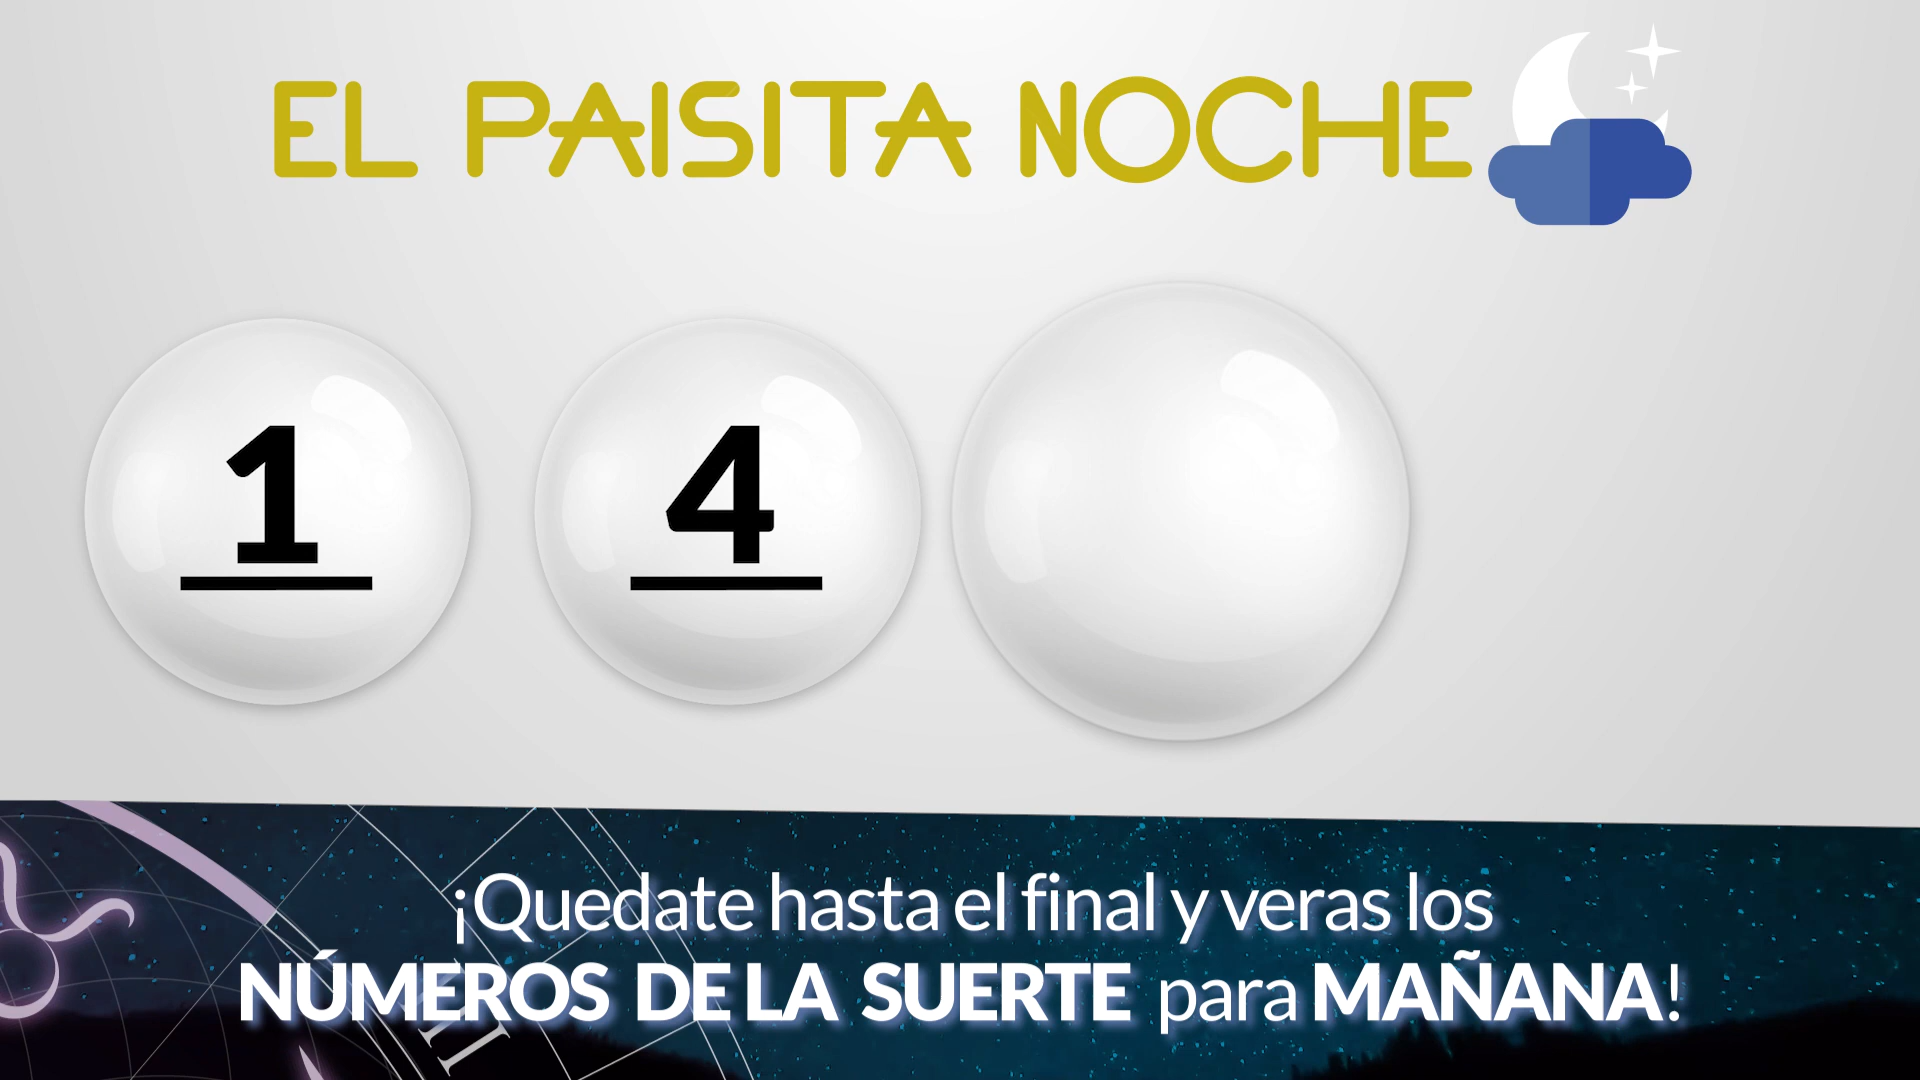 EL PAISITA NOCHE
1 4
¡Quedate hasta el final y veras los
NÚMEROS DE LA SUERTE para MAÑANA!